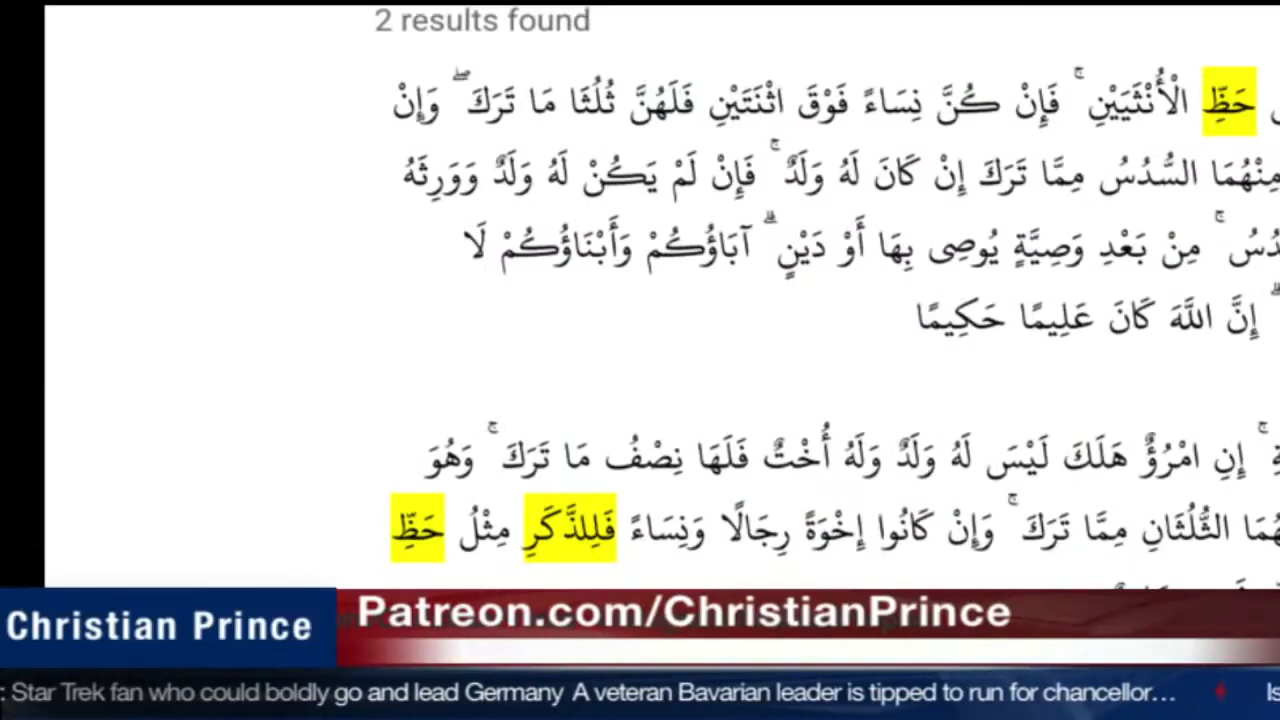 2 results found
حَظِّ الْأُنْثَيَيْنِ ۚ فَإِنْ كُنَّ نِسَاءً فَوْقَ اثْنَتَيْنِ فَلَهُنَّ ثُلُثَا مَا تَرَكَ ۖ وَإِنْ
مِنْهُمَا السُّدُسُ مِمَّا تَرَكَ إِنْ كَانَ لَهُ وَلَدٌ ۚ فَإِنْ لَمْ يَكُنْ لَهُ وَلَدٌ وَوَرِثَهُ
دُسُ ۚ مِنْ بَعْدِ وَصِيَّةٍ يُوصِي بِهَا أَوْ دَيْنٍ ۗ آبَاؤُكُمْ وَأَبْنَاؤُكُمْ لَا
ۗ إِنَّ اللَّهَ كَانَ عَلِيمًا حَكِيمًا
ۚ إِنِ امْرُؤٌ هَلَكَ لَيْسَ لَهُ وَلَدٌ وَلَهُ أُخْتٌ فَلَهَا نِصْفُ مَا تَرَكَ ۚ وَهُوَ
هُمَا الثُّلُثَانِ مِمَّا تَرَكَ ۚ وَإِنْ كَانُوا إِخْوَةً رِجَالًا وَنِسَاءً فَلِلذَّكَرِ مِثْلُ حَظِّ
Patreon.com/ChristianPrince
Christian Prince
: Star Trek fan who could boldly go and lead Germany A veteran Bavarian leader is tipped to run for chancellor… Is